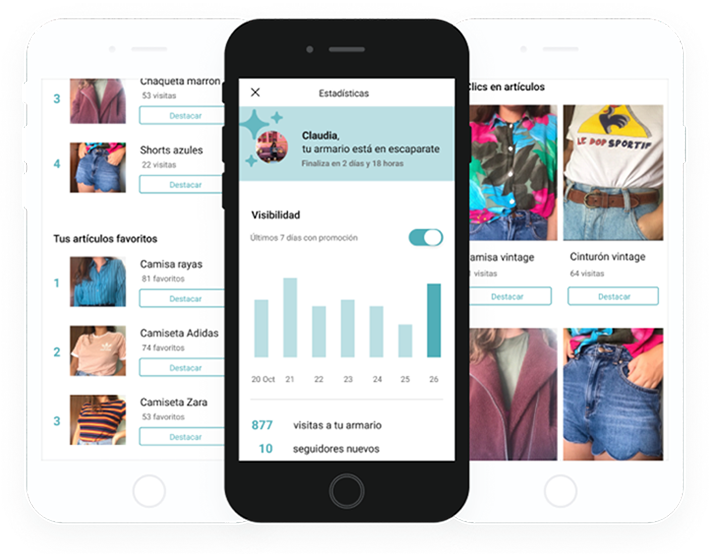 Chaqueta marrón
3
53 visitas
Destacar
Shorts azules
4
22 visitas
Destacar
Tus artículos favoritos
Camisa rayas
1
81 favoritos
Destacar
Camiseta Adidas
2
74 favoritos
Destacar
Camiseta Zara
3
53 favoritos
Destacar
Estadísticas
Claudia,
tu armario está en escaparate
Finaliza en 2 días y 18 horas
Visibilidad
Últimos 7 días con promoción
20 Oct 21 22 23 24 25 26
877 visitas a tu armario
10 seguidores nuevos
Clics en artículos
LE POP SPORTIF
vintage
visitas
Destacar
Cinturón vintage
64 visitas
Destacar